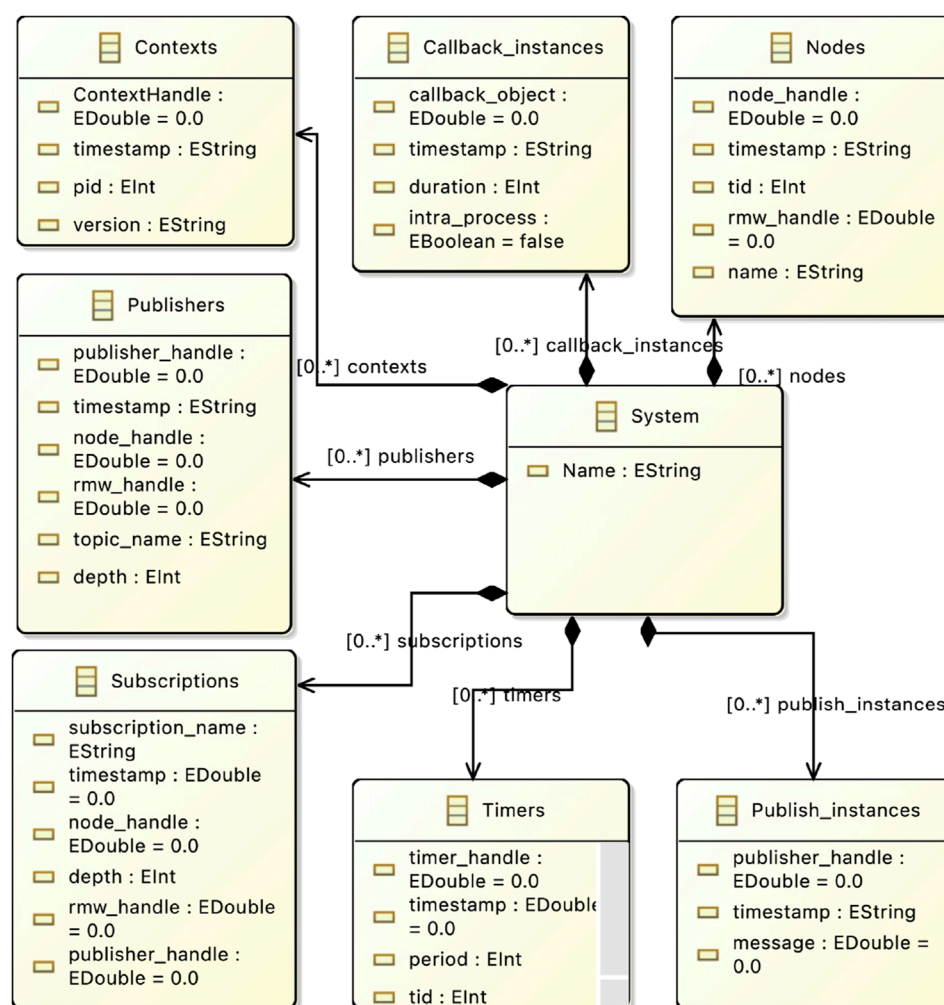 Contexts
ContextHandle :
EDouble = 0.0
timestamp : EString
pid : EInt
version : EString
Callback_instances
callback_object :
EDouble = 0.0
timestamp : EString
duration : EInt
intra_process :
EBoolean = false
Nodes
node_handle :
EDouble = 0.0
timestamp : EString
tid : EInt
rmw_handle : EDouble
= 0.0
name : EString
Publishers
publisher_handle :
EDouble = 0.0
timestamp : EString
node_handle :
EDouble = 0.0
rmw_handle :
EDouble = 0.0
topic_name : EString
depth : EInt
[0..*] contexts
[0..*] callback_instances
[0..*] nodes
[0..*] publishers
System
Name : EString
[0..*] subscriptions
[0..*] timers
[0..*] publish_instances
Subscriptions
subscription_name :
EString
timestamp : EDouble
= 0.0
node_handle :
EDouble = 0.0
depth : EInt
rmw_handle : EDouble
= 0.0
publisher_handle :
EDouble = 0.0
Timers
timer_handle :
EDouble = 0.0
timestamp : EDouble
= 0.0
period : EInt
tid : EInt
Publish_instances
publisher_handle :
EDouble = 0.0
timestamp : EString
message : EDouble =
0.0